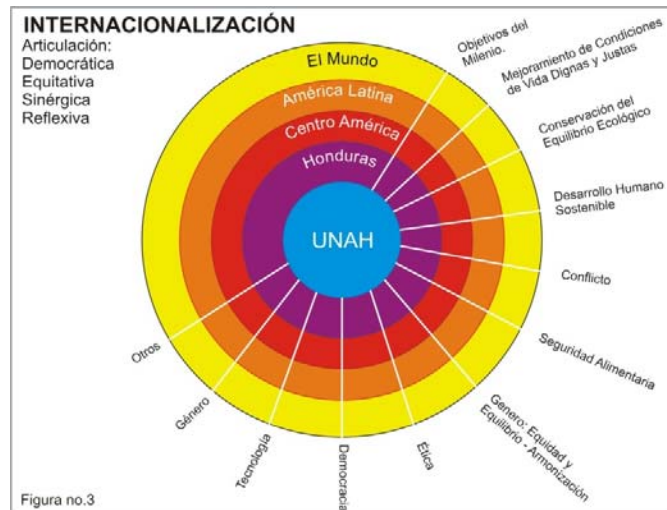 INTERNACIONALIZACIÓN
Articulación:
Democrática
Equitativa
Sinérgica
Reflexiva
El Mundo
América Latina
Centro América
Honduras
UNAH
Objetivos del
Milenio.
Mejoramiento de Condiciones
de Vida Dignas y Justas
Conservación del
Equilibrio Ecológico
Desarrollo Humano
Sostenible
Conflicto
Seguridad Alimentaria
Genero: Equidad y
Equilibrio - Armonización
Ética
Democracia
Tecnología
Género
Otros
Figura no.3